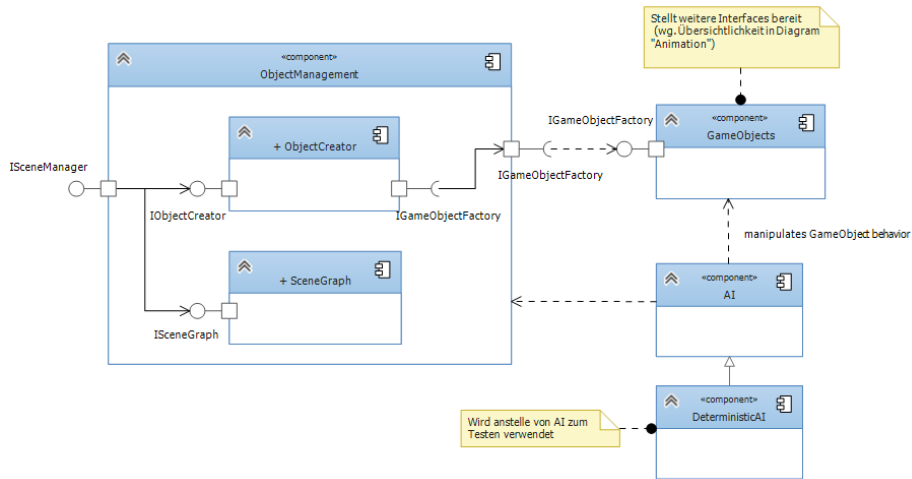 Stellt weitere Interfaces bereit
(wg. Übersichtlichkeit in Diagram
"Animation")
«component»
ObjectManagement
IGameObjectFactory
«component»
GameObjects
+ ObjectCreator
ISceneManager
IGameObjectFactory
IObjectCreator
IGameObjectFactory
manipulates GameObject behavior
+ SceneGraph
«component»
AI
ISceneGraph
«component»
DeterministicAI
Wird anstelle von AI zum
Testen verwendet